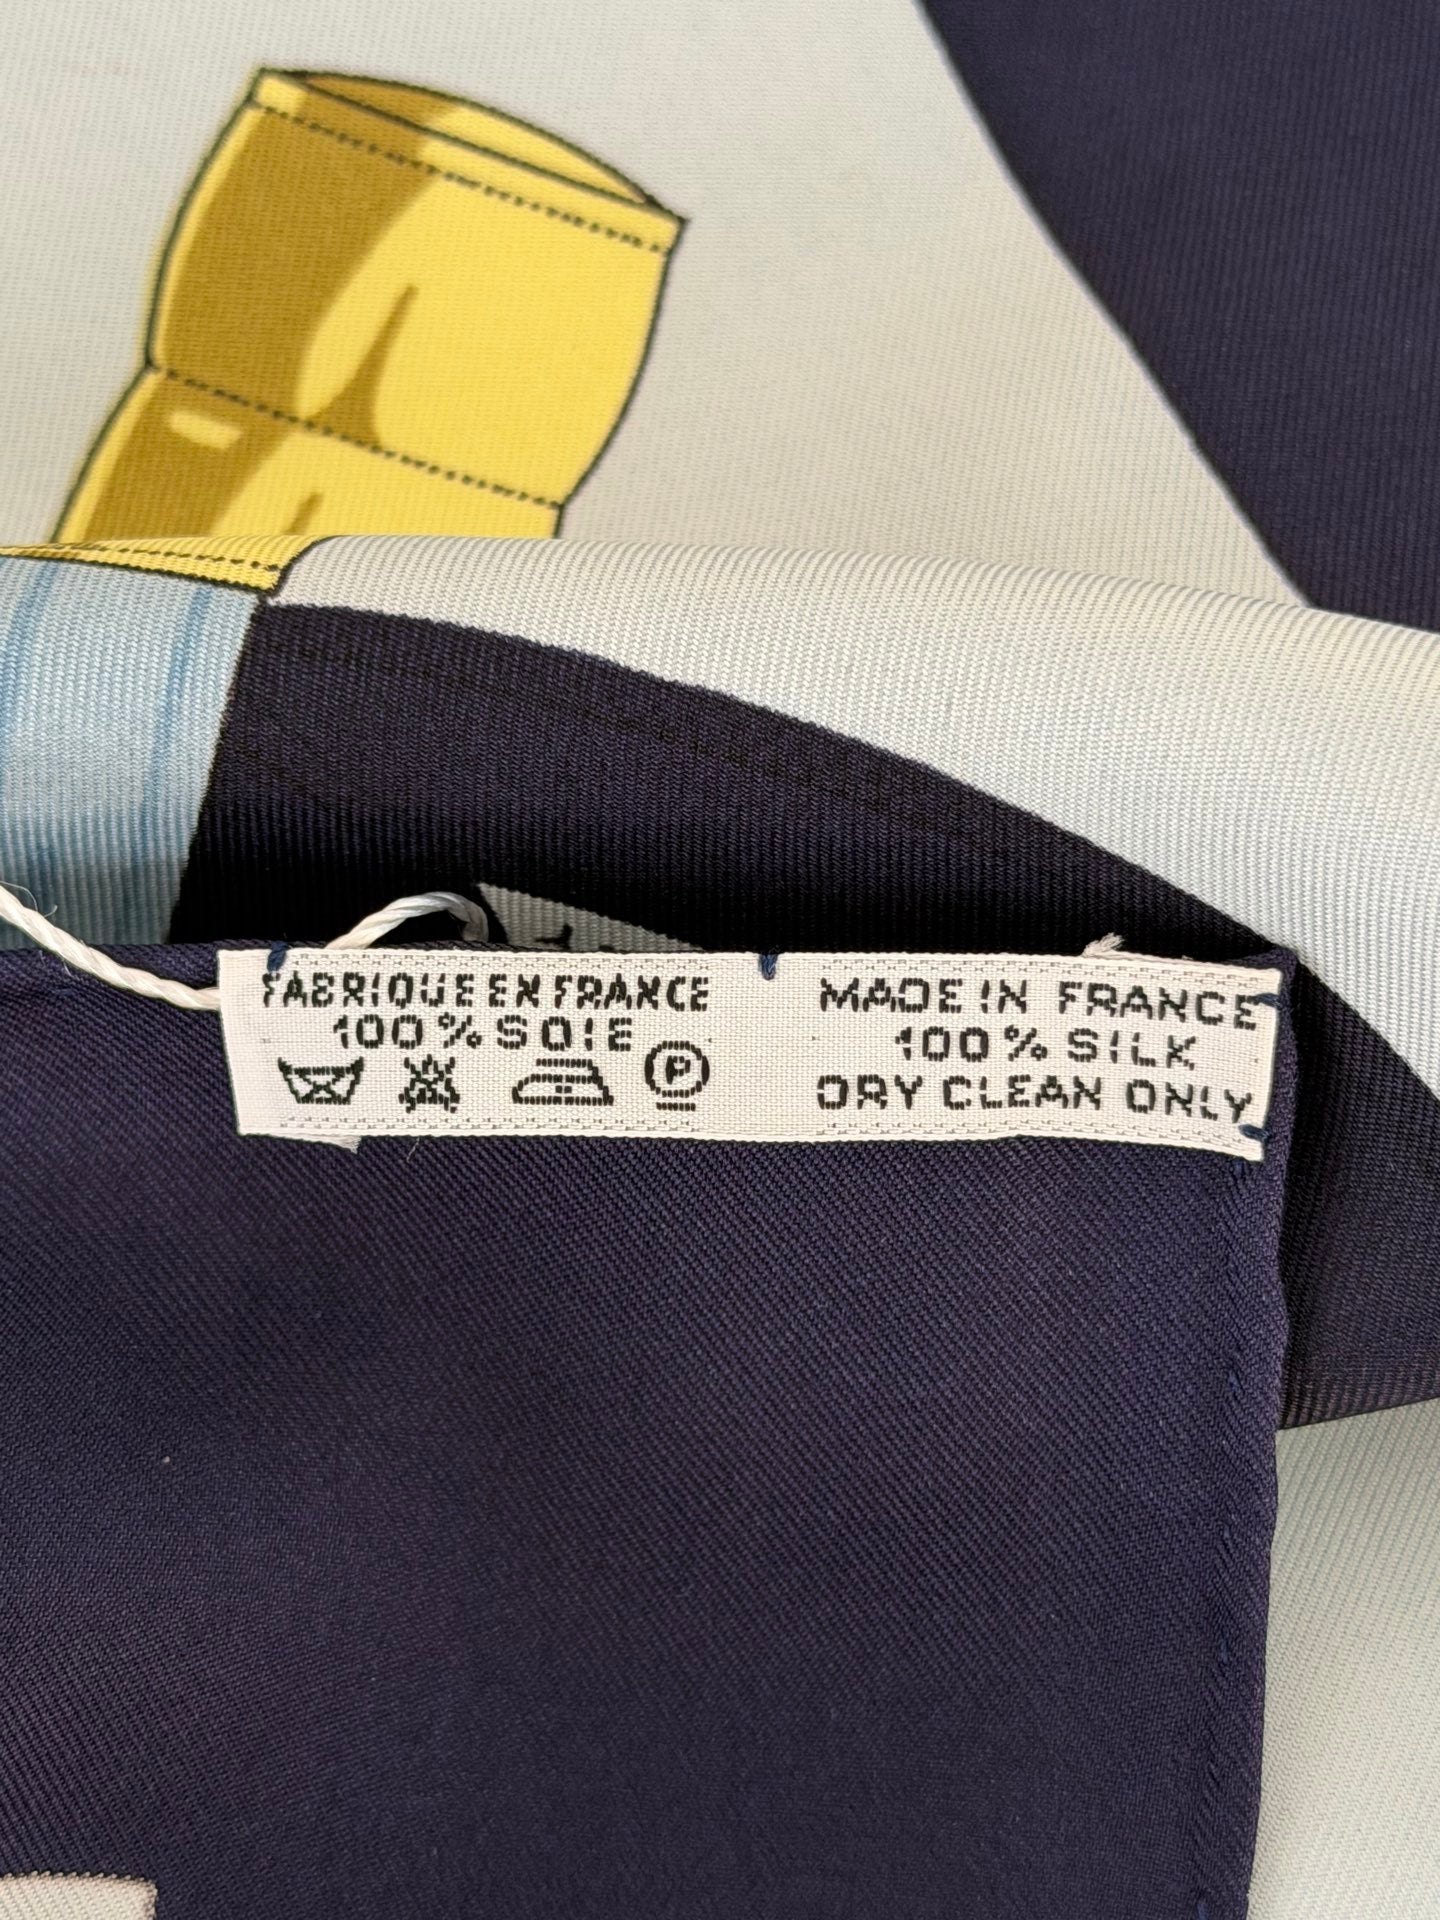 FABRIQUE EN FRANCE
100% SOIE
P
MADE IN FRANCE
100% SILK
DRY CLEAN ONLY